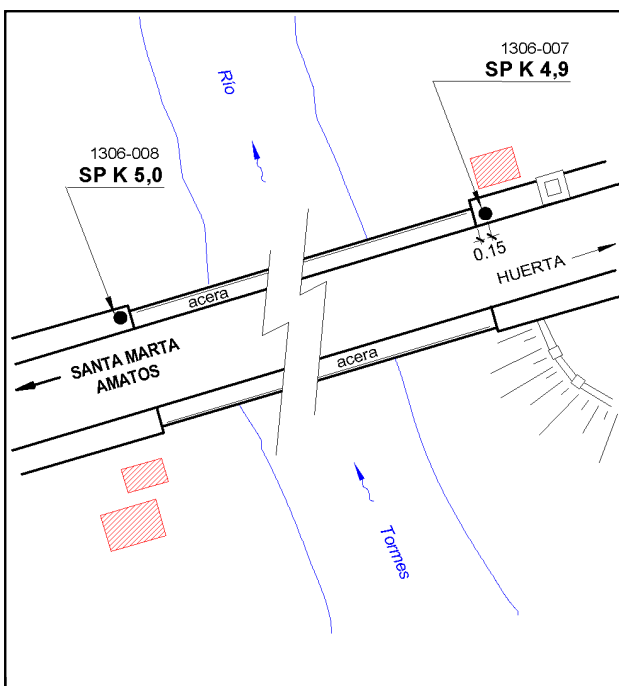 1306-007
SP K 4,9
Río
1306-008
SP K 5,0
0.15
HUERTA
acera
acera
SANTA MARTA
AMATOS
Tormes